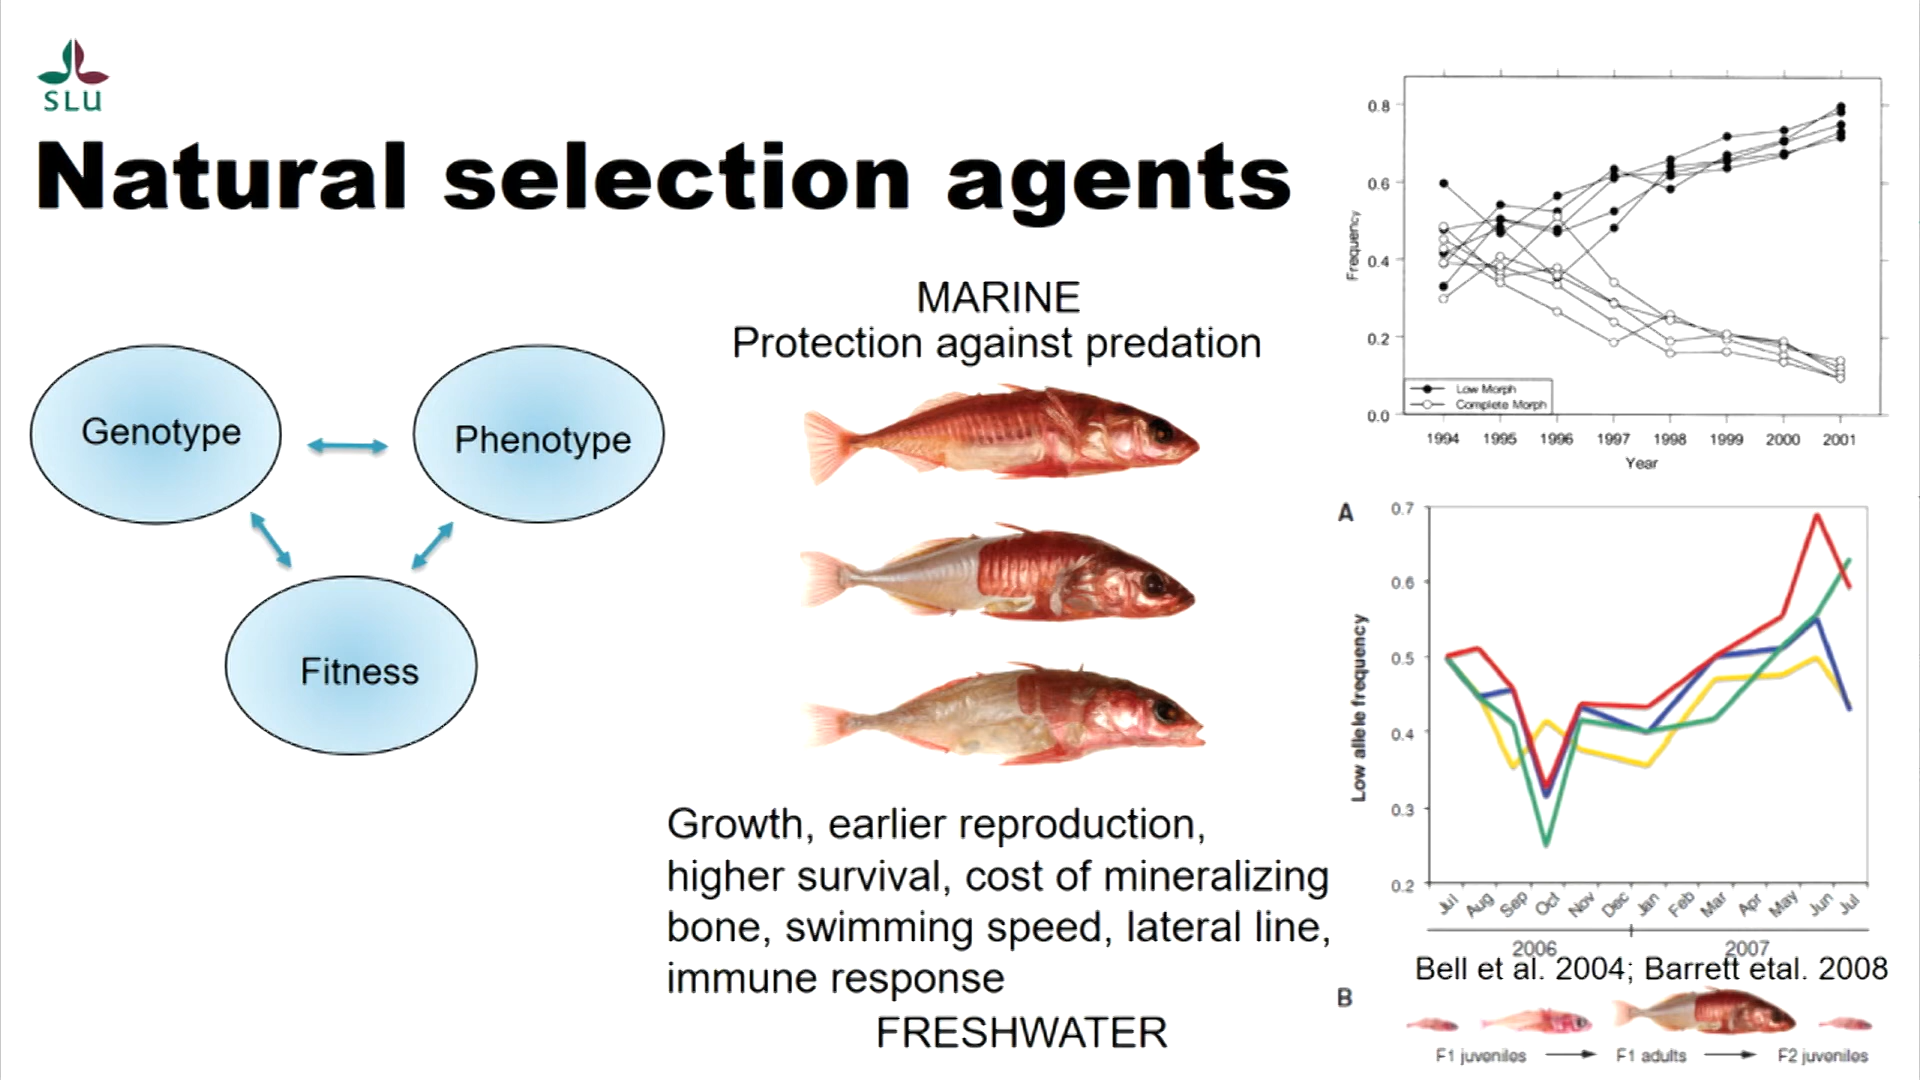 SLU
Natural selection agents
Genotype
Phenotype
Fitness
MARINE
Protection against predation
Growth, earlier reproduction,
higher survival, cost of mineralizing
bone, swimming speed, lateral line,
immune response
FRESHWATER
Frequency
0.8
0.6
0.4
0.2
0.0
Low Morph
Complete Morph
1994 1995 1996 1997 1998 1999 2000 2001
Year
A
Low allele frequency
0.7
0.6
0.5
0.4
0.3
0.2
Jul Aug Sep Oct Nov Dec Jan Feb Mar Apr May Jun Jul
2006 2007
Bell et al. 2004; Barrett etal. 2008
B
F1 juveniles F1 adults F2 juveniles